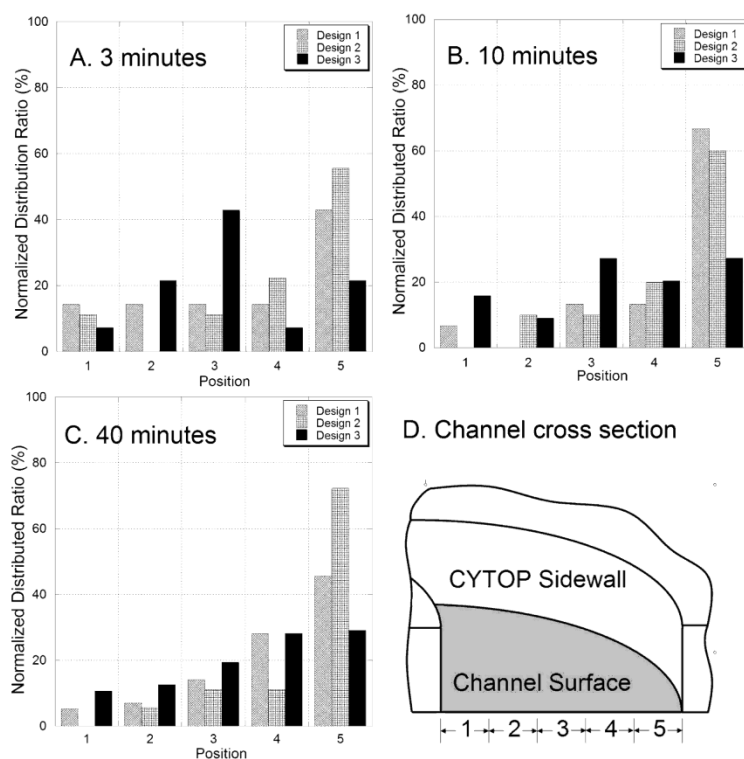 A. 3 minutes
Design 1
Design 2
Design 3
Normalized Distribution Ratio (%)
100
80
60
40
20
0
1 2 3 4 5
Position
B. 10 minutes
Design 1
Design 2
Design 3
Normalized Distributed Ratio (%)
100
80
60
40
20
0
1 2 3 4 5
Position
C. 40 minutes
Design 1
Design 2
Design 3
Normalized Distributed Ratio (%)
100
80
60
40
20
0
1 2 3 4 5
Position
D. Channel cross section
CYTOP Sidewall
Channel Surface
1 2 3 4 5